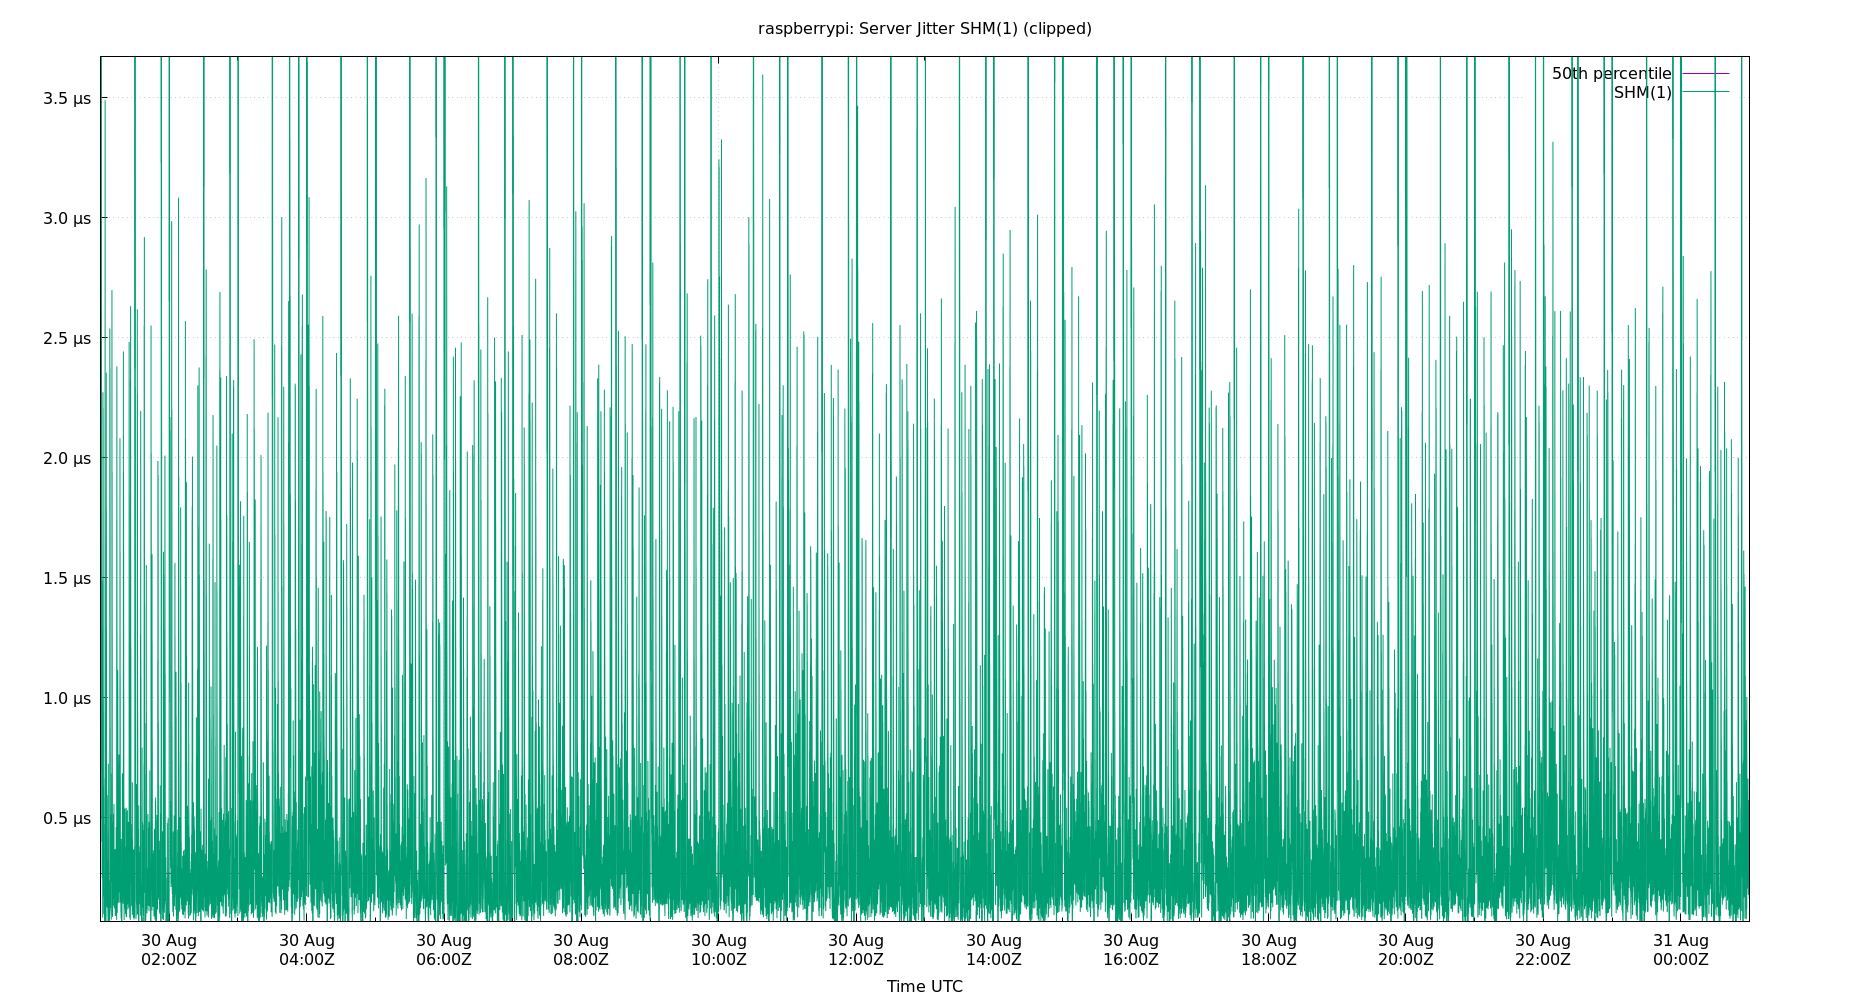 raspberrypi: Server Jitter SHM(1) (clipped)
50th percentile
SHM(1)
3.5 µs
3.0 µs
2.5 µs
2.0 µs
1.5 µs
1.0 µs
0.5 µs
30 Aug 30 Aug 30 Aug 30 Aug 30 Aug 30 Aug 30 Aug 30 Aug 30 Aug 30 Aug 30 Aug 31 Aug
02:00Z 04:00Z 06:00Z 08:00Z 10:00Z 12:00Z 14:00Z 16:00Z 18:00Z 20:00Z 22:00Z 00:00Z
Time UTC